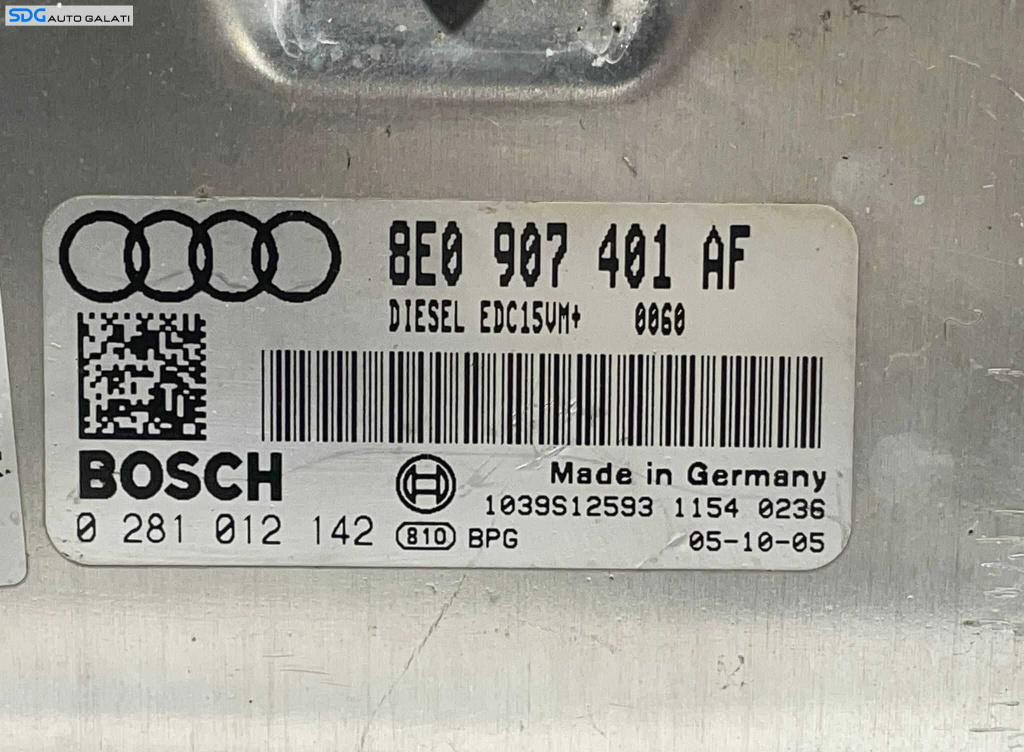 SDG AUTO GALATI
8E0 907 401 AF
DIESEL EDC15VM+ 0060
BOSCH
Made in Germany
1039S12593 1154 0236
0 281 012 142 810 BPG 05-10-05